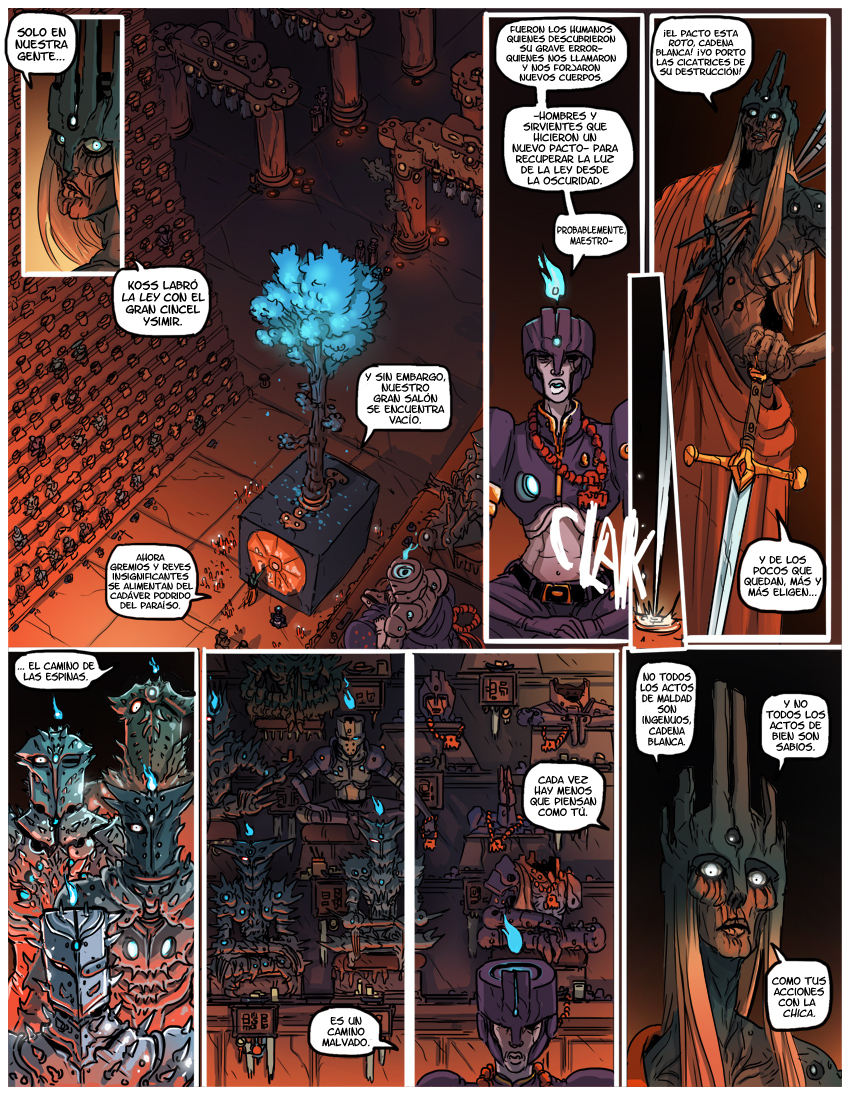 SOLO EN
NUESTRA
GENTE...
KOSS LABRÓ
LA LEY CON EL
GRAN CINCEL
YSIMIR.
Y SIN EMBARGO,
NUESTRO
GRAN SALÓN
SE ENCUENTRA
VACÍO.
AHORA
GREMIOS Y REYES
INSIGNIFICANTES
SE ALIMENTAN DEL
CADÁVER PODRIDO
DEL PARAÍSO.
FUERON LOS HUMANOS
QUIENES DESCUBRIERON
SU GRAVE ERROR-
QUIENES NOS LLAMARON
Y NOS FORJARON
NUEVOS CUERPOS.
-HOMBRES Y
SIRVIENTES QUE
HICIERON UN
NUEVO PACTO- PARA
RECUPERAR LA LUZ
DE LA LEY DESDE
LA OSCURIDAD.
PROBABLEMENTE,
MAESTRO-
CLAIK
¡EL PACTO ESTA
ROTO, CADENA
BLANCA! ¡YO PORTO
LAS CICATRICES DE
SU DESTRUCCIÓN!
Y DE LOS
POCOS QUE
QUEDAN, MÁS Y
MÁS ELIGEN...
... EL CAMINO DE
LAS ESPINAS.
ES UN
CAMINO
MALVADO.
CADA VEZ
HAY MENOS
QUE PIENSAN
COMO TÚ.
NO TODOS
LOS ACTOS
DE MALDAD
SON
INGENUOS,
CADENA
BLANCA.
Y NO
TODOS LOS
ACTOS DE
BIEN SON
SABIOS.
COMO TUS
ACCIONES
CON LA
CHICA.